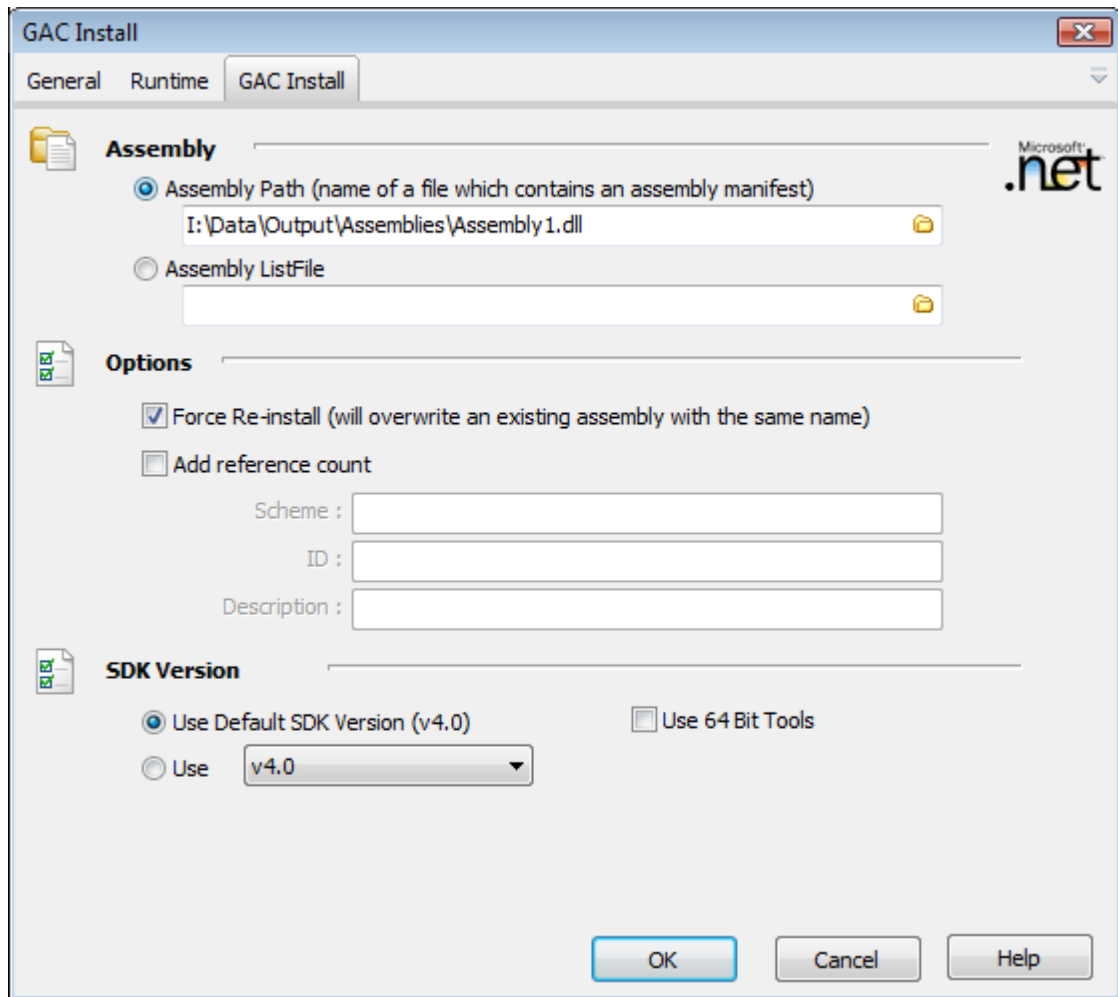 GAC Install
General Runtime GAC Install
Assembly
Microsoft
.net
Assembly Path (name of a file which contains an assembly manifest)
I:\Data\Output\Assemblies\Assembly1.dll
Assembly ListFile
Options
Force Re-install (will overwrite an existing assembly with the same name)
Add reference count
Scheme :
ID :
Description :
SDK Version
Use Default SDK Version (v4.0) Use 64 Bit Tools
Use v4.0
OK Cancel Help